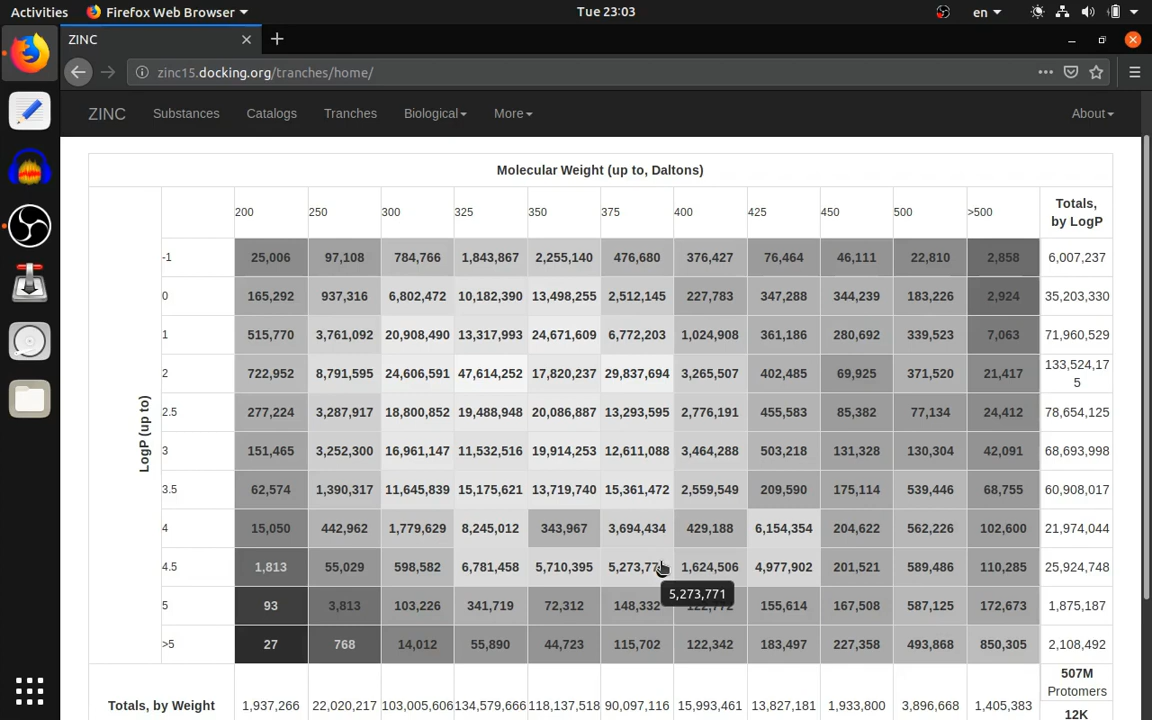 Activities Firefox Web Browser Tue 23:03 en
ZINC
zinc15.docking.org/tranches/home/
ZINC Substances Catalogs Tranches Biological More About
Molecular Weight (up to, Daltons)
200 250 300 325 350 375 400 425 450 500 >500 Totals, by LogP
LogP (up to)
-1 25,006 97,108 784,766 1,843,867 2,255,140 476,680 376,427 76,464 46,111 22,810 2,858 6,007,237
0 165,292 937,316 6,802,472 10,182,390 13,498,255 2,512,145 227,783 347,288 344,239 183,226 2,924 35,203,330
1 515,770 3,761,092 20,908,490 13,317,993 24,671,609 6,772,203 1,024,908 361,186 280,692 339,523 7,063 71,960,529
2 722,952 8,791,595 24,606,591 47,614,252 17,820,237 29,837,694 3,265,507 402,485 69,925 371,520 21,417 133,524,175
2.5 277,224 3,287,917 18,800,852 19,488,948 20,086,887 13,293,595 2,776,191 455,583 85,382 77,134 24,412 78,654,125
3 151,465 3,252,300 16,961,147 11,532,516 19,914,253 12,611,088 3,464,288 503,218 131,328 130,304 42,091 68,693,998
3.5 62,574 1,390,317 11,645,839 15,175,621 13,719,740 15,361,472 2,559,549 209,590 175,114 539,446 68,755 60,908,017
4 15,050 442,962 1,779,629 8,245,012 343,967 3,694,434 429,188 6,154,354 204,622 562,226 102,600 21,974,044
4.5 1,813 55,029 598,582 6,781,458 5,710,395 5,273,771 1,624,506 4,977,902 201,521 589,486 110,285 25,924,748
5,273,771
5 93 3,813 103,226 341,719 72,312 148,332 155,614 167,508 587,125 172,673 1,875,187
>5 27 768 14,012 55,890 44,723 115,702 122,342 183,497 227,358 493,868 850,305 2,108,492
Totals, by Weight 1,937,266 22,020,217 103,005,606 134,579,666 118,137,518 90,097,116 15,993,461 13,827,181 1,933,800 3,896,668 1,405,383 507M
Protomers
12K